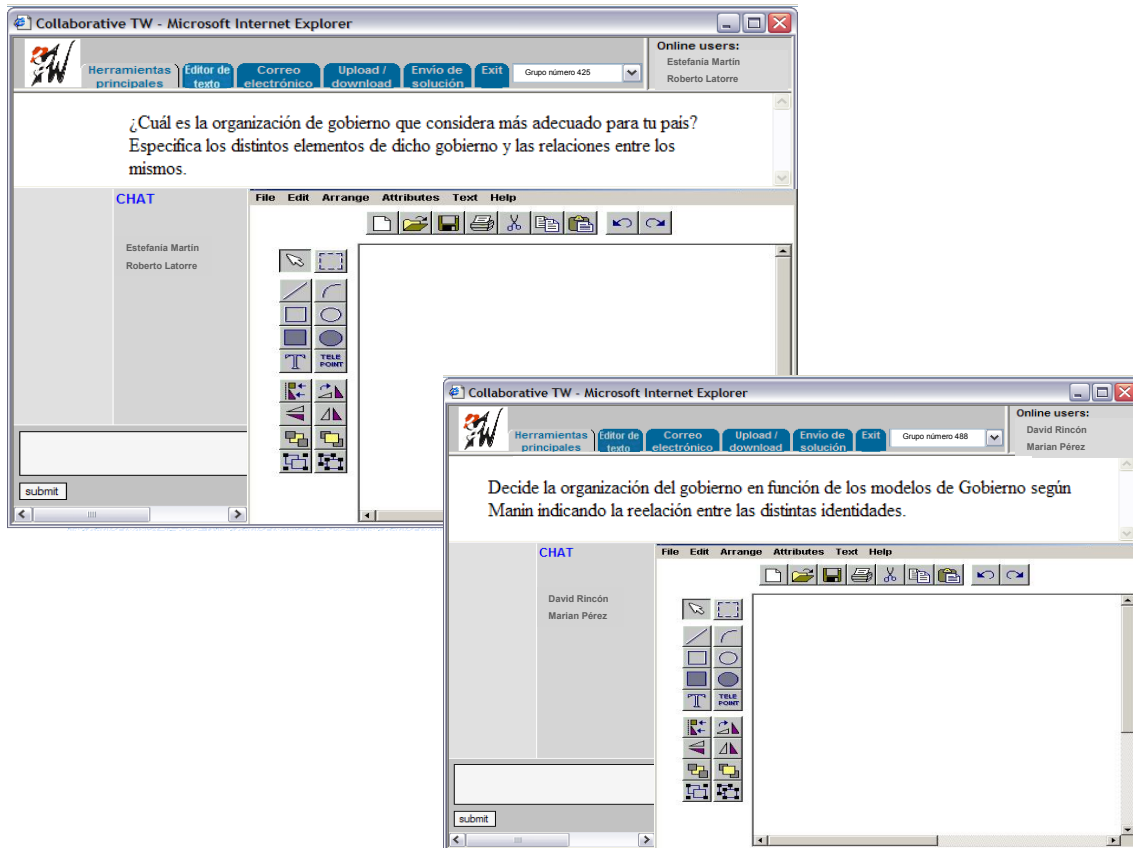 Collaborative TW - Microsoft Internet Explorer
Online users:
Estefanía Martín
Roberto Latorre
Herramientas principales
Editor de texto
Correo electrónico
Upload / download
Envío de solución
Exit
Grupo número 425
¿Cuál es la organización de gobierno que considera más adecuado para tu país?
Especifica los distintos elementos de dicho gobierno y las relaciones entre los
mismos.
CHAT
Estefanía Martín
Roberto Latorre
File Edit Arrange Attributes Text Help
T
TELE
POINT
submit
Collaborative TW - Microsoft Internet Explorer
Online users:
David Rincón
Marian Pérez
Herramientas principales
Editor de texto
Correo electrónico
Upload / download
Envío de solución
Exit
Grupo número 488
Decide la organización del gobierno en función de los modelos de Gobierno según
Manin indicando la reelación entre las distintas identidades.
CHAT
David Rincón
Marian Pérez
File Edit Arrange Attributes Text Help
T
TELE
POINT
submit